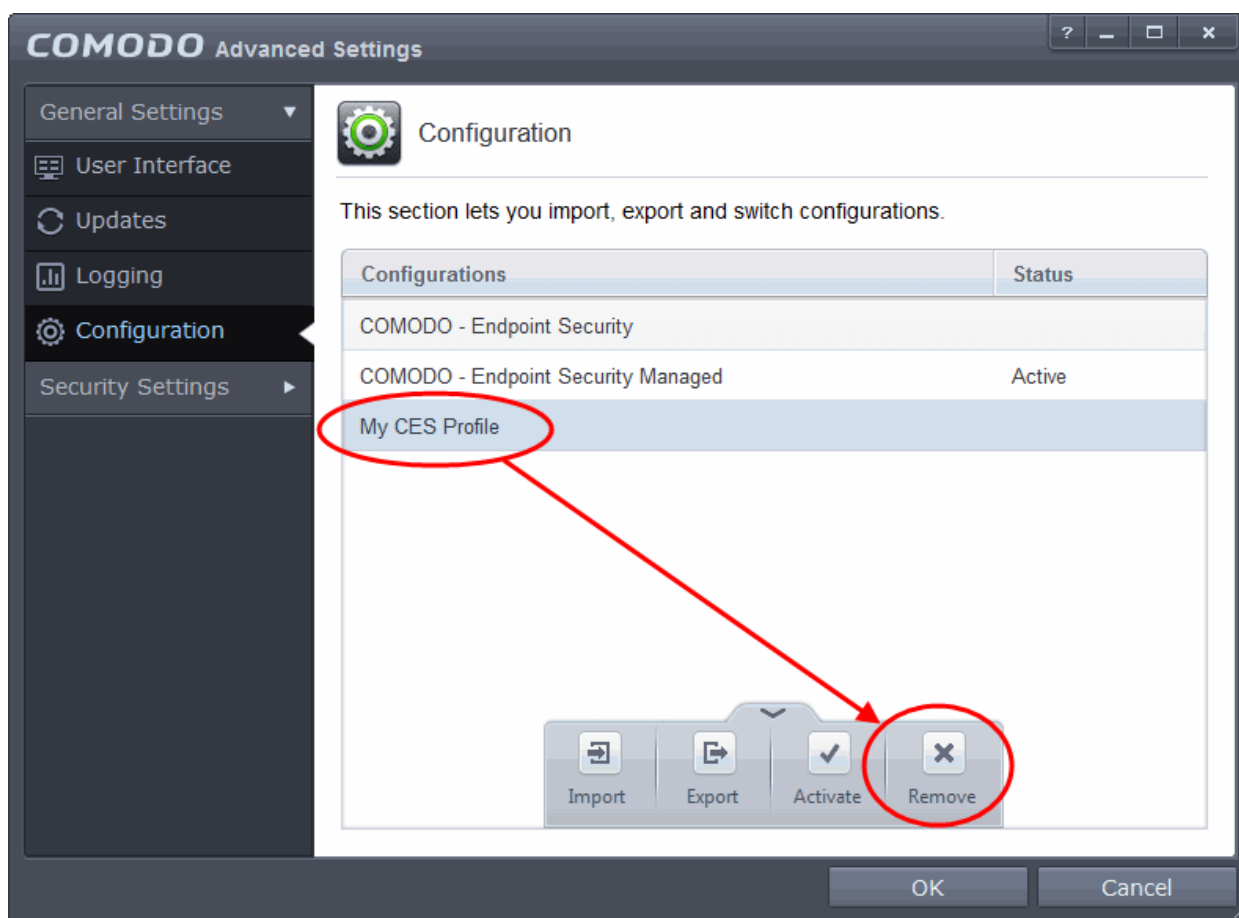 COMODO Advanced Settings
?
General Settings
User Interface
Updates
Logging
Configuration
Security Settings
Configuration
This section lets you import, export and switch configurations.
Configurations Status
COMODO - Endpoint Security
COMODO - Endpoint Security Managed Active
My CES Profile
Import Export Activate Remove
OK Cancel